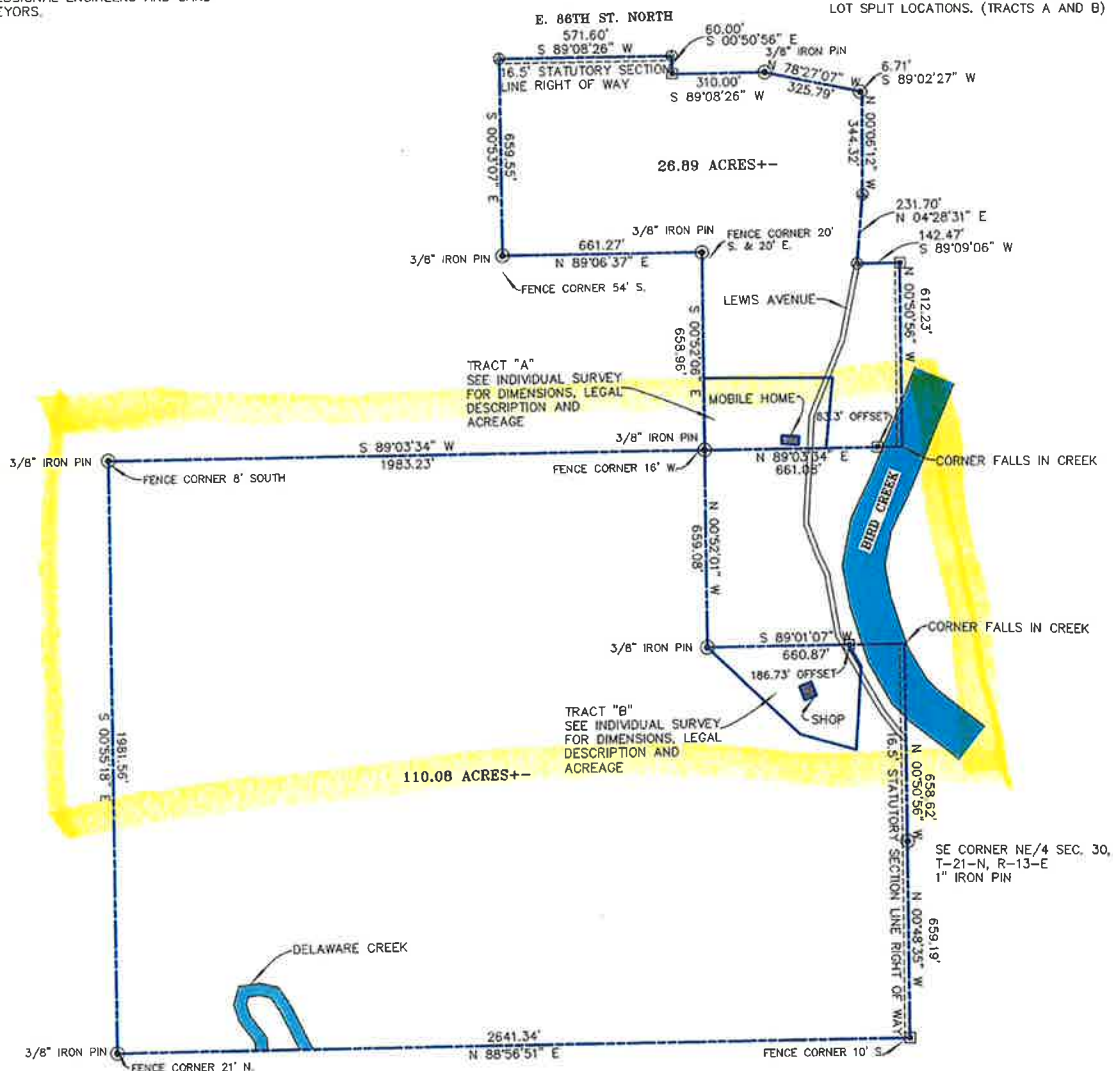 ESSIONAL ENGINEERS AND LAND
EYORS.
LOT SPLIT LOCATIONS. (TRACTS A AND B)
E. 86TH ST. NORTH
571.60'
S 89°08'26" W
60.00'
S 00°50'56" E
3/8" IRON PIN
N 78°27'07" W
325.79'
6.71'
S 89°02'27" W
16.5' STATUTORY SECTION
LINE RIGHT OF WAY
310.00'
S 89°08'26" W
S 00°53'07" E
659.55'
N 00°06'12" W
344.32'
26.89 ACRES+-
231.70'
N 04°28'31" E
142.47'
S 89°09'06" W
3/8" IRON PIN
661.27'
N 89°06'37" E
3/8" IRON PIN
FENCE CORNER 20'
S. & 20' E.
FENCE CORNER 54' S.
LEWIS AVENUE
N 00°50'56" W
612.23'
S 00°52'06" E
658.96'
TRACT "A"
SEE INDIVIDUAL SURVEY
FOR DIMENSIONS, LEGAL
DESCRIPTION AND
ACREAGE
MOBILE HOME
83.3' OFFSET
3/8" IRON PIN
S 89°03'34" W
1983.23'
3/8" IRON PIN
FENCE CORNER 8' SOUTH
FENCE CORNER 16' W.
N 89°03'34" E
661.08'
CORNER FALLS IN CREEK
BIRD CREEK
N 00°52'01" W
659.08'
CORNER FALLS IN CREEK
3/8" IRON PIN
S 89°01'07" W
660.87'
186.73' OFFSET
SHOP
TRACT "B"
SEE INDIVIDUAL SURVEY
FOR DIMENSIONS, LEGAL
DESCRIPTION AND
ACREAGE
S 00°55'18" E
1981.56'
110.08 ACRES+-
16.5' STATUTORY SECTION LINE RIGHT OF WAY
N 00°50'56" W
658.62'
SE CORNER NE/4 SEC. 30,
T-21-N, R-13-E
1" IRON PIN
N 00°48'35" W
659.19'
DELAWARE CREEK
2641.34'
N 88°56'51" E
3/8" IRON PIN
FENCE CORNER 21' N.
FENCE CORNER 10' S.